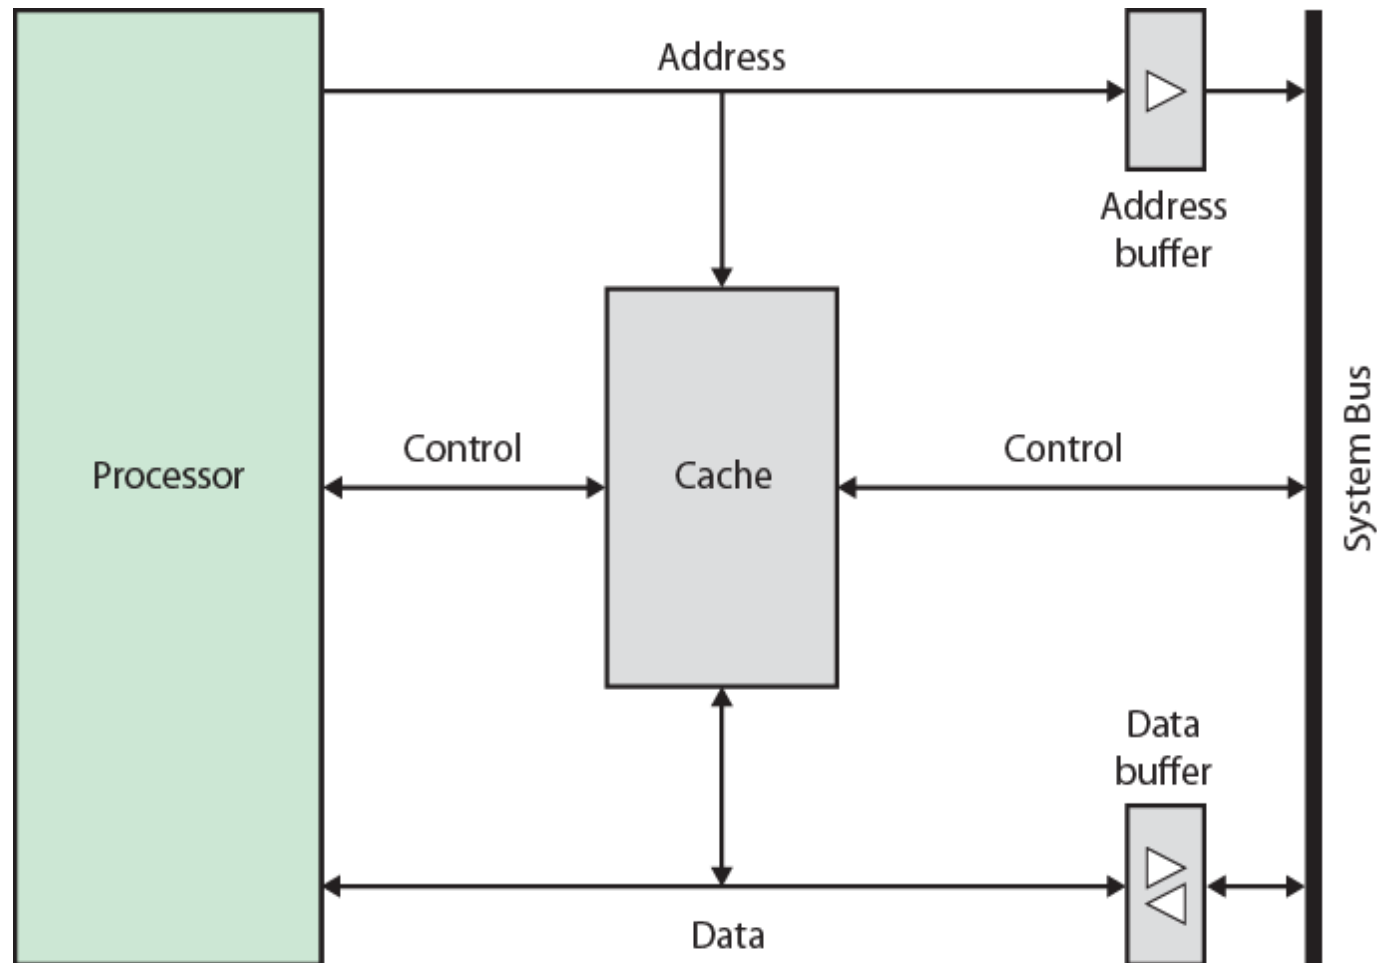 Address
Address
buffer
Processor
Control
Cache
Control
System Bus
Data
buffer
Data